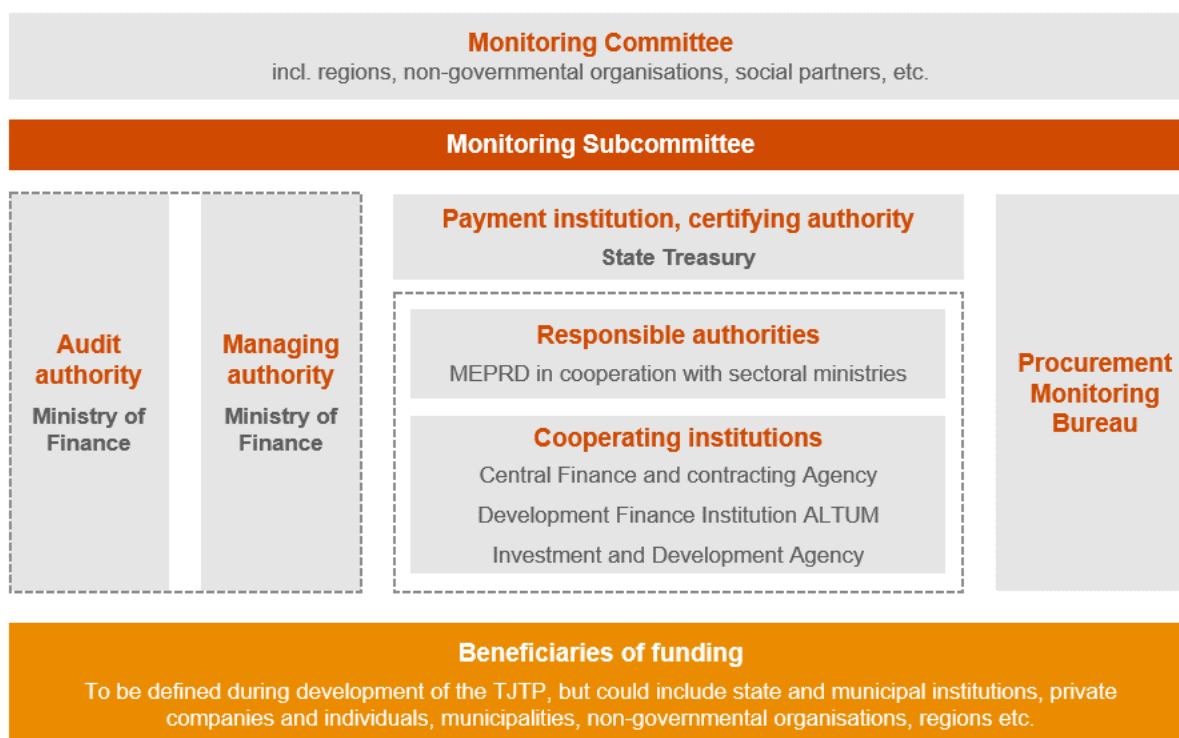 Monitoring Committee
incl. regions, non-governmental organisations, social partners, etc.
Monitoring Subcommittee
Audit
authority
Ministry of
Finance
Managing
authority
Ministry of
Finance
Payment institution, certifying authority
State Treasury
Responsible authorities
MEPRD in cooperation with sectoral ministries
Cooperating institutions
Central Finance and contracting Agency
Development Finance Institution ALTUM
Investment and Development Agency
Procurement
Monitoring
Bureau
Beneficiaries of funding
To be defined during development of the TJTP, but could include state and municipal institutions, private
companies and individuals, municipalities, non-governmental organisations, regions etc.